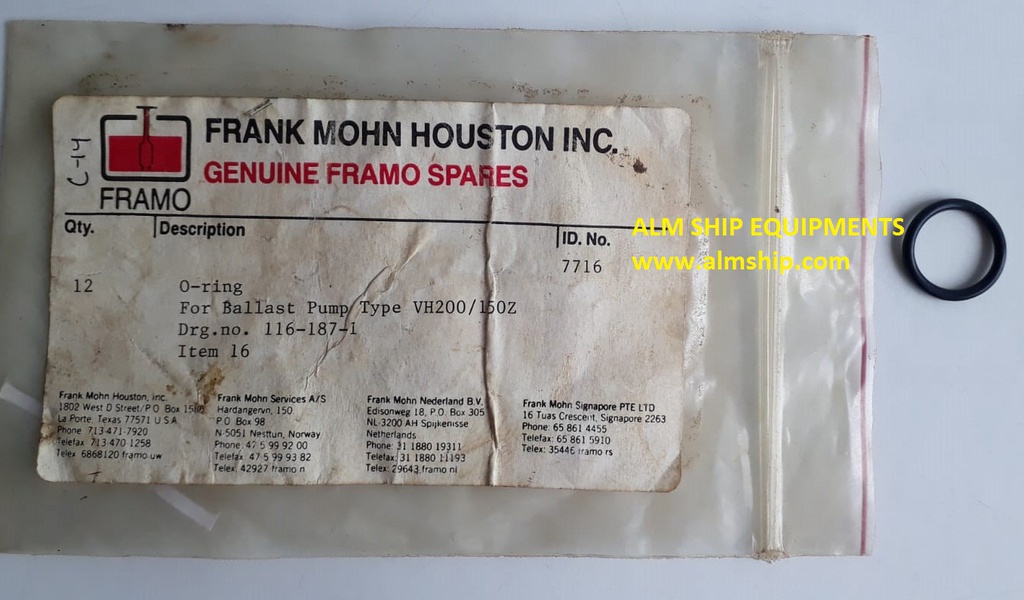 C-14
FRAMO
FRANK MOHN HOUSTON INC.
GENUINE FRAMO SPARES
Qty. Description ID. No.
7716
12 O-ring
For Ballast Pump Type VH200/150Z
Drg.no. 116-187-1
Item 16
Frank Mohn Houston, Inc.
1802 West D Street/P.O. Box
La Porte, Texas 77571 U S A
Phone 713-471-7920
Telefax 713 470 1258
Telex 6868120 framo uw
Frank Mohn Services A/S
Hardangervn, 150
P O Box 98
N-5051 Nesttun, Norway
Phone: 47 5 99 92 00
Telefax 47 5 99 93 82
Telex 42927 framo n
Frank Mohn Nederland B.V.
Edisonweg 18, P.O. Box 305
NL-3200 AH Spijkenisse
Netherlands
Phone: 31 1880 19311
Telefax: 31 1880 11193
Telex: 29643 framo nl
Frank Mohn Signapore PTE LTD
16 Tuas Crescent, Signapore 2263
Phone: 65 861 4455
Telefax: 65 861 5910
Telex: 35446 framo rs
ALM SHIP EQUIPMENTS
www.almship.com